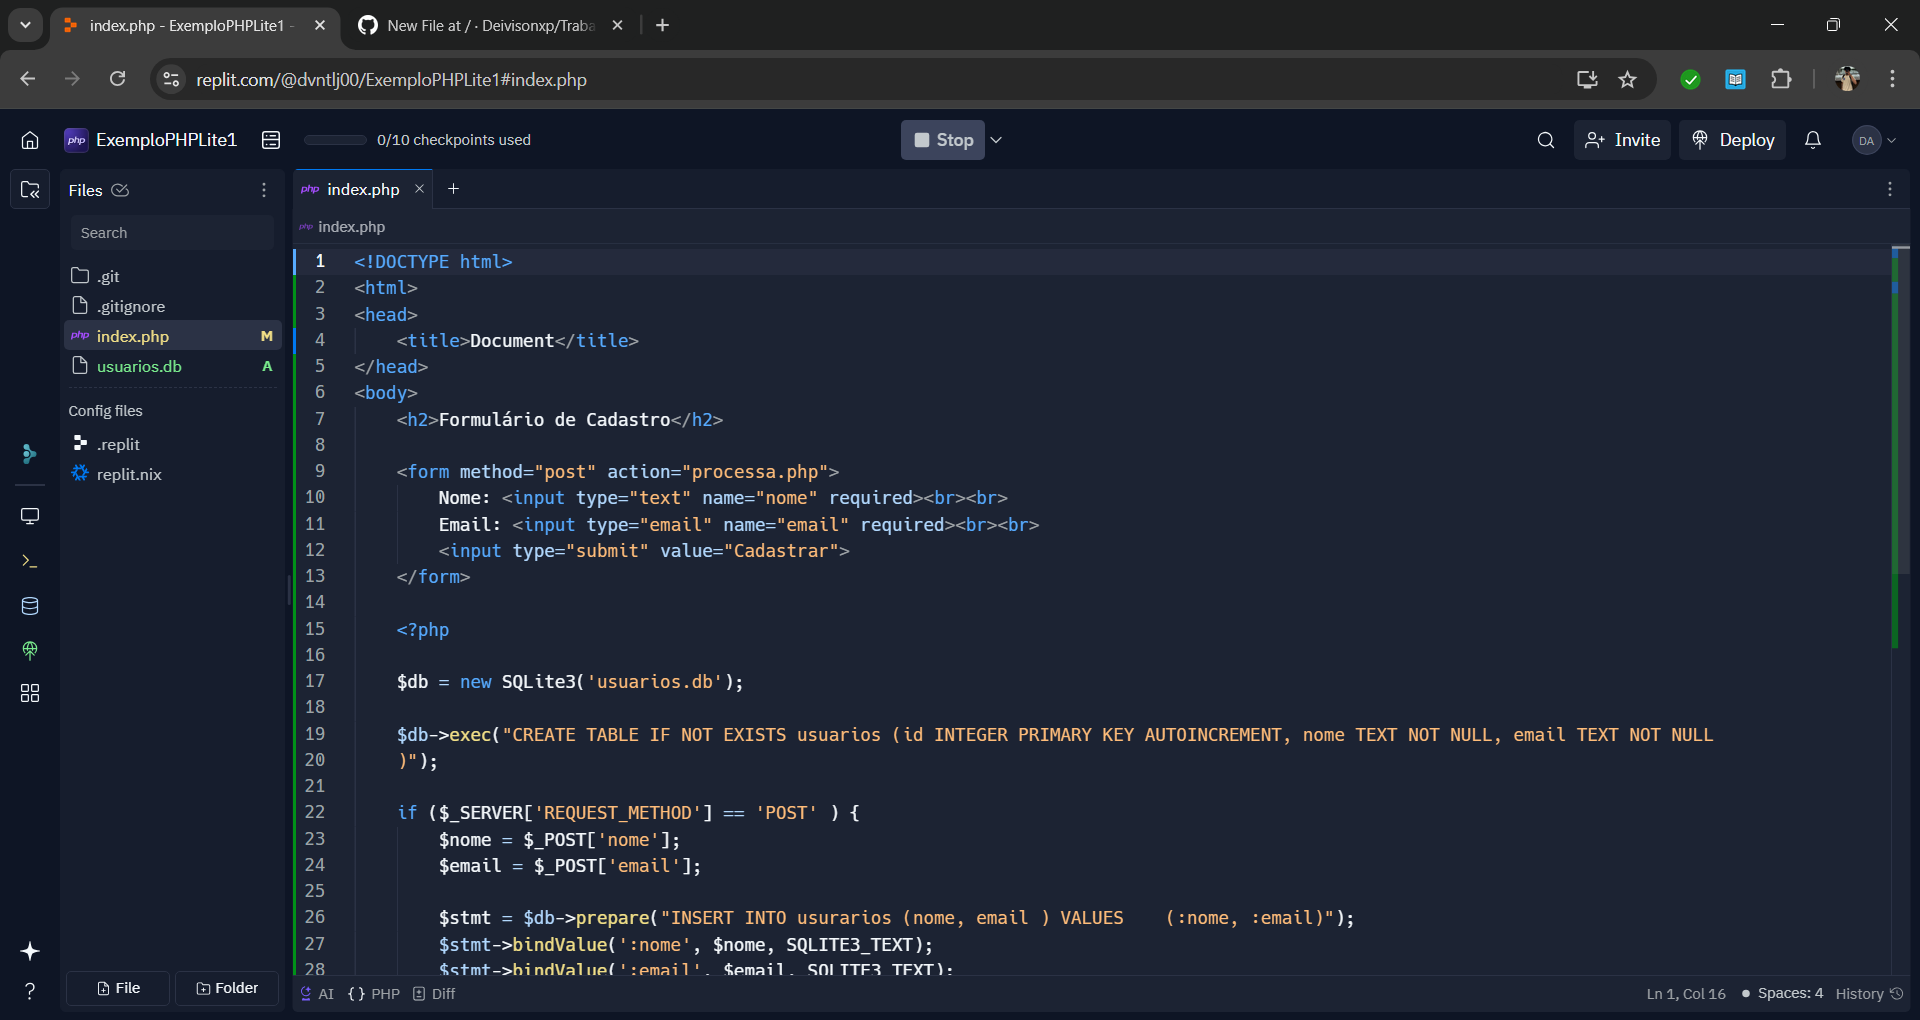 index.php - ExemploPHPLite1 -
New File at / · Deivisonxp/Traba
replit.com/@dvntlj00/ExemploPHPLite1#index.php
php ExemploPHPLite1
0/10 checkpoints used
Stop
Invite
Deploy
DA
Files
php index.php
Search
php index.php
.git
.gitignore
php index.php M
usuarios.db A
Config files
.replit
replit.nix
1 <!DOCTYPE html>
2 <html>
3 <head>
4 <title>Document</title>
5 </head>
6 <body>
7 <h2>Formulário de Cadastro</h2>
8
9 <form method="post" action="processa.php">
10 Nome: <input type="text" name="nome" required><br><br>
11 Email: <input type="email" name="email" required><br><br>
12 <input type="submit" value="Cadastrar">
13 </form>
14
15 <?php
16
17 $db = new SQLite3('usuarios.db');
18
19 $db->exec("CREATE TABLE IF NOT EXISTS usuarios (id INTEGER PRIMARY KEY AUTOINCREMENT, nome TEXT NOT NULL, email TEXT NOT NULL
20 )");
21
22 if ($_SERVER['REQUEST_METHOD'] == 'POST' ) {
23 $nome = $_POST['nome'];
24 $email = $_POST['email'];
25
26 $stmt = $db->prepare("INSERT INTO usurarios (nome, email ) VALUES    (:nome, :email)");
27 $stmt->bindValue(':nome', $nome, SQLITE3_TEXT);
28 $stmt->bindValue(':email', $email, SQLITE3_TEXT);
File
Folder
AI
{} PHP
Diff
Ln 1, Col 16
Spaces: 4
History